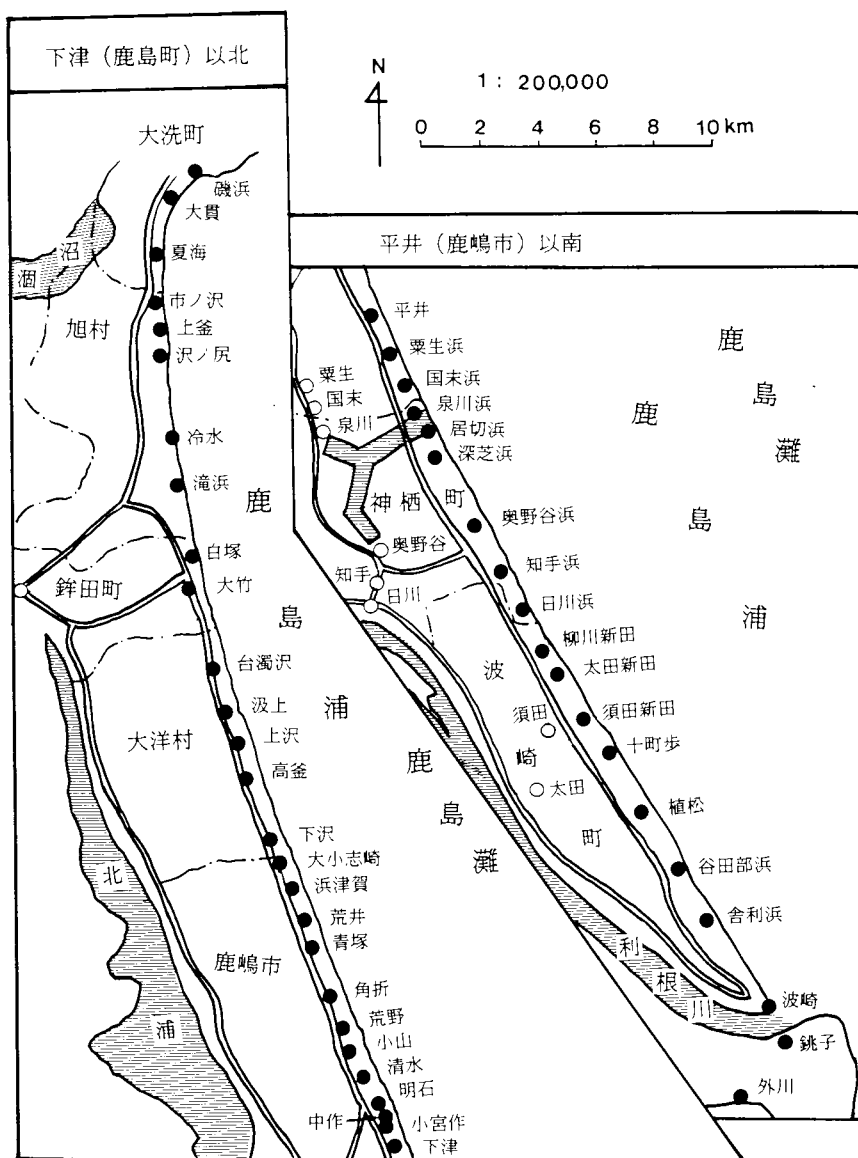 下津（鹿島町）以北
N
1 : 200,000
0 2 4 6 8 10 km
大洗町
磯浜
大貫
涸沼
夏海
市ノ沢
旭村
上釜
沢ノ尻
冷水
滝浜
白塚
鉾田町
大竹
台濁沢
汲上
大洋村
上沢
高釜
下沢
大小志崎
浜津賀
荒井
青塚
鹿嶋市
角折
荒野
小山
清水
明石
中作
小宮作
下津
北浦
鹿島浦
鹿島灘
平井（鹿嶋市）以南
平井
粟生浜
粟生
国末浜
国末
泉川浜
泉川
居切浜
深芝浜
神栖町
奥野谷浜
奥野谷
知手浜
知手
日川浜
日川
柳川新田
太田新田
須田新田
須田
十町歩
太田
植松
波崎町
谷田部浜
舎利浜
利根川
波崎
銚子
外川
鹿島灘
鹿島浦